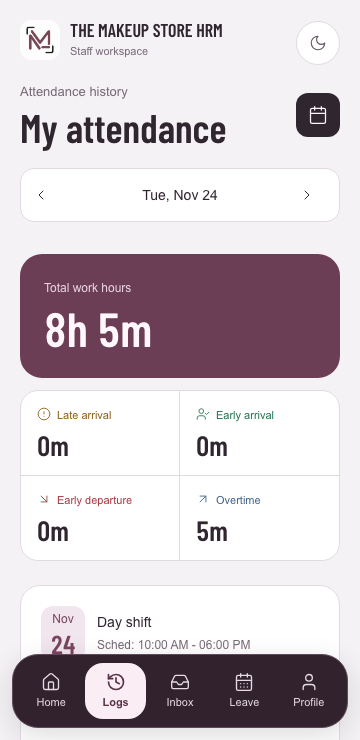 THE MAKEUP STORE HRM
Staff workspace
Attendance history
My attendance
Tue, Nov 24
Total work hours
8h 5m
Late arrival
0m
Early arrival
0m
Early departure
0m
Overtime
5m
Nov
24
Day shift
Sched: 10:00 AM - 06:00 PM
Home
Logs
Inbox
Leave
Profile